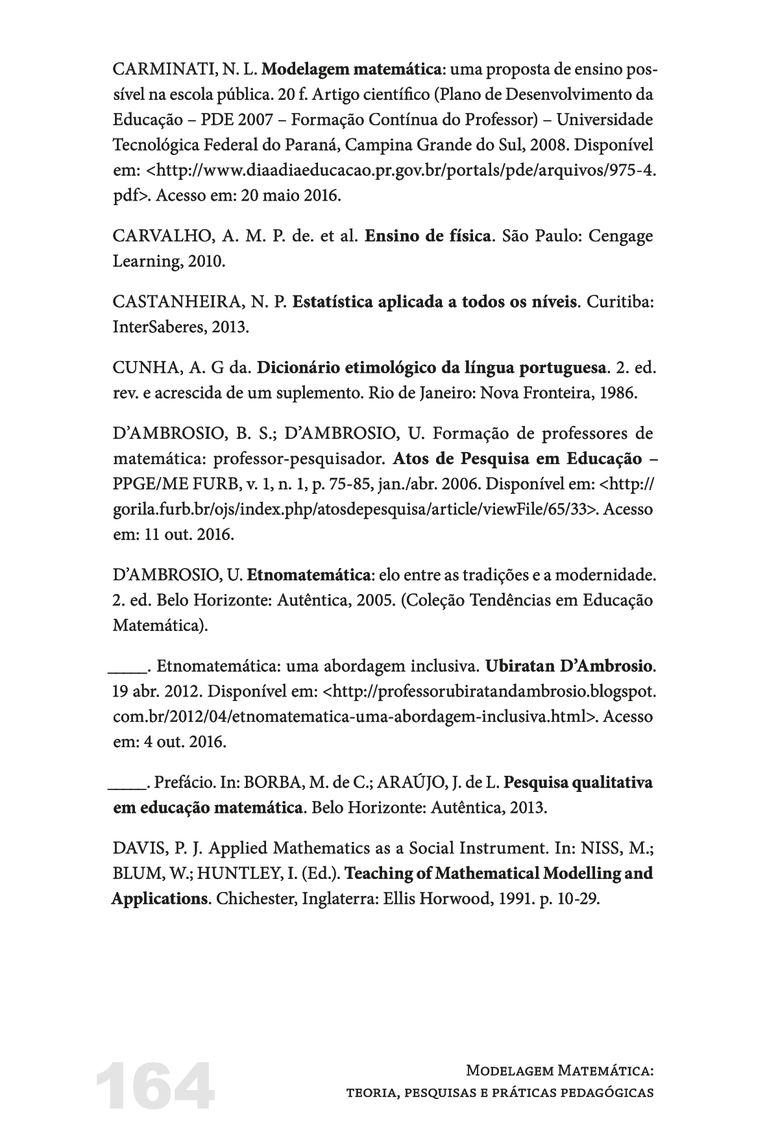 CARMINATI, N. L. Modelagem matemática: uma proposta de ensino pos-
sível na escola pública. 20 f. Artigo científico (Plano de Desenvolvimento da
Educação – PDE 2007 – Formação Contínua do Professor) – Universidade
Tecnológica Federal do Paraná, Campina Grande do Sul, 2008. Disponível
em: <http://www.diaadiaeducacao.pr.gov.br/portals/pde/arquivos/975-4.
pdf>. Acesso em: 20 maio 2016.
CARVALHO, A. M. P. de. et al. Ensino de física. São Paulo: Cengage
Learning, 2010.
CASTANHEIRA, N. P. Estatística aplicada a todos os níveis. Curitiba:
InterSaberes, 2013.
CUNHA, A. G da. Dicionário etimológico da língua portuguesa. 2. ed.
rev. e acrescida de um suplemento. Rio de Janeiro: Nova Fronteira, 1986.
D’AMBROSIO, B. S.; D’AMBROSIO, U. Formação de professores de
matemática: professor-pesquisador. Atos de Pesquisa em Educação –
PPGE/ME FURB, v. 1, n. 1, p. 75-85, jan./abr. 2006. Disponível em: <http://
gorila.furb.br/ojs/index.php/atosdepesquisa/article/viewFile/65/33>. Acesso
em: 11 out. 2016.
D’AMBROSIO, U. Etnomatemática: elo entre as tradições e a modernidade.
2. ed. Belo Horizonte: Autêntica, 2005. (Coleção Tendências em Educação
Matemática).
_____. Etnomatemática: uma abordagem inclusiva. Ubiratan D’Ambrosio.
19 abr. 2012. Disponível em: <http://professorubiratandambrosio.blogspot.
com.br/2012/04/etnomatematica-uma-abordagem-inclusiva.html>. Acesso
em: 4 out. 2016.
_____. Prefácio. In: BORBA, M. de C.; ARAÚJO, J. de L. Pesquisa qualitativa
em educação matemática. Belo Horizonte: Autêntica, 2013.
DAVIS, P. J. Applied Mathematics as a Social Instrument. In: NISS, M.;
BLUM, W.; HUNTLEY, I. (Ed.). Teaching of Mathematical Modelling and
Applications. Chichester, Inglaterra: Ellis Horwood, 1991. p. 10-29.
164
Modelagem Matemática:
teoria, pesquisas e práticas pedagógicas